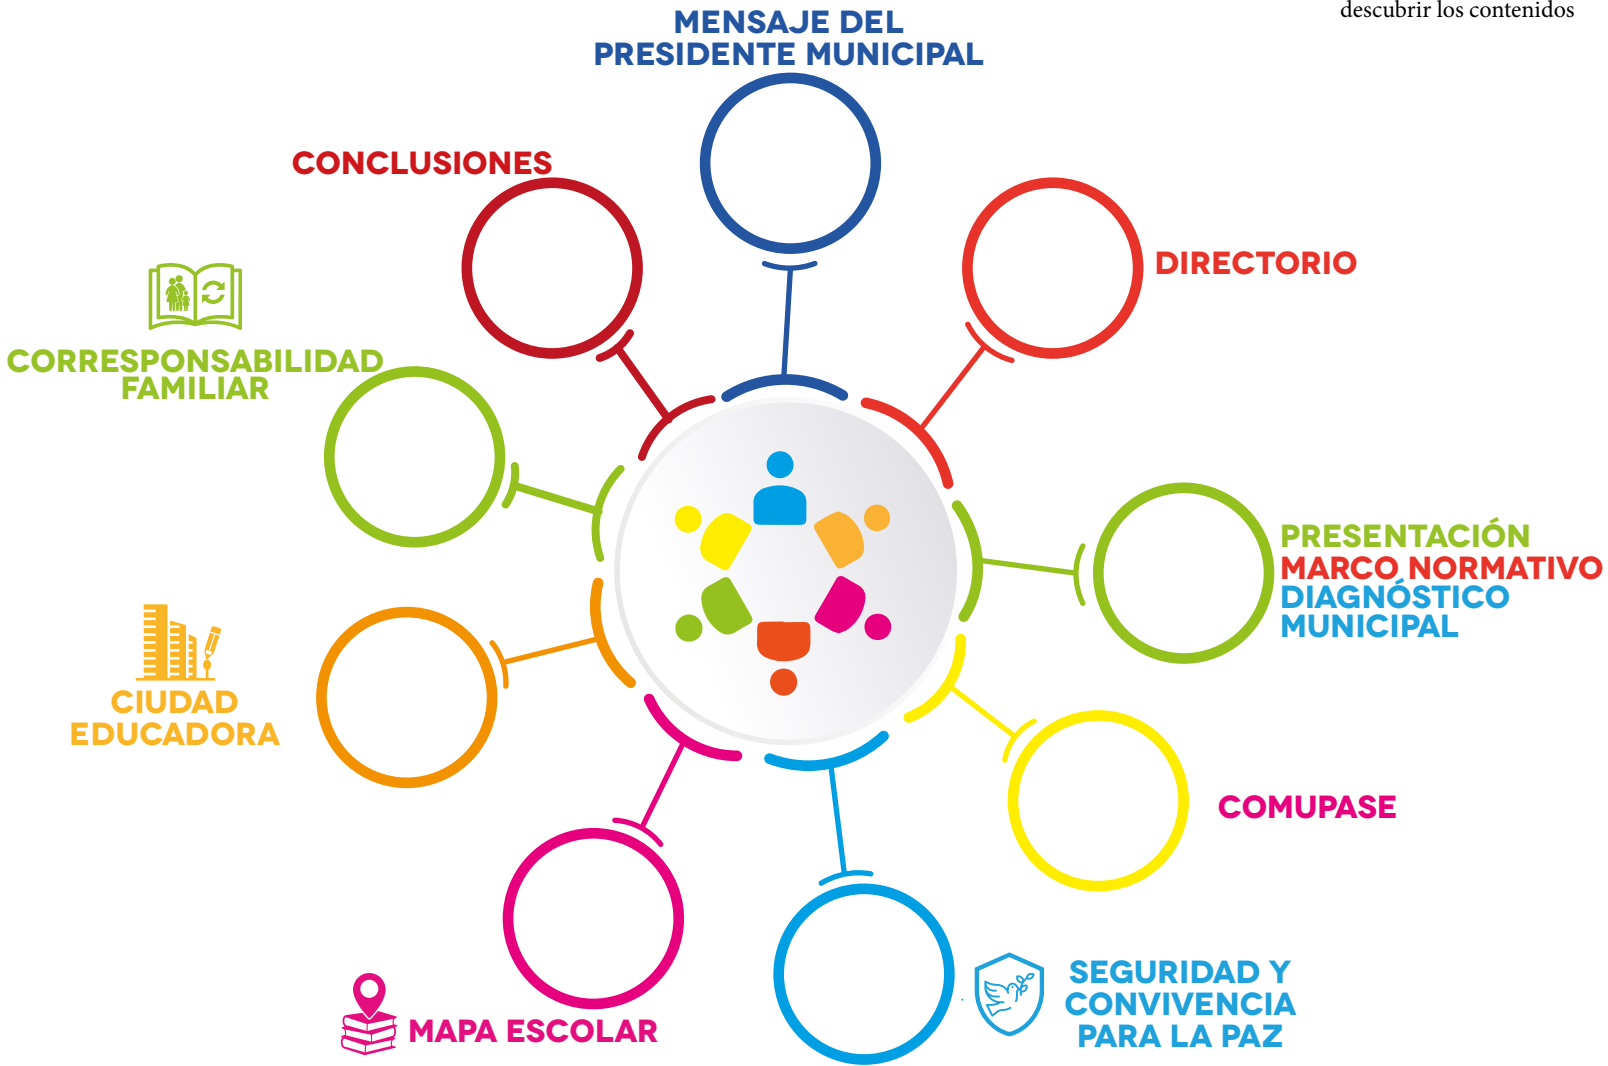 descubrir los contenidos
MENSAJE DEL
PRESIDENTE MUNICIPAL
CONCLUSIONES
DIRECTORIO
CORRESPONSABILIDAD
FAMILIAR
PRESENTACIÓN
MARCO NORMATIVO
DIAGNÓSTICO
MUNICIPAL
CIUDAD
EDUCADORA
COMUPASE
SEGURIDAD Y
CONVIVENCIA
PARA LA PAZ
MAPA ESCOLAR